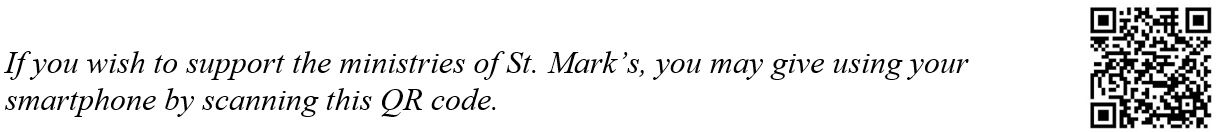 If you wish to support the ministries of St. Mark’s, you may give using your
smartphone by scanning this QR code.